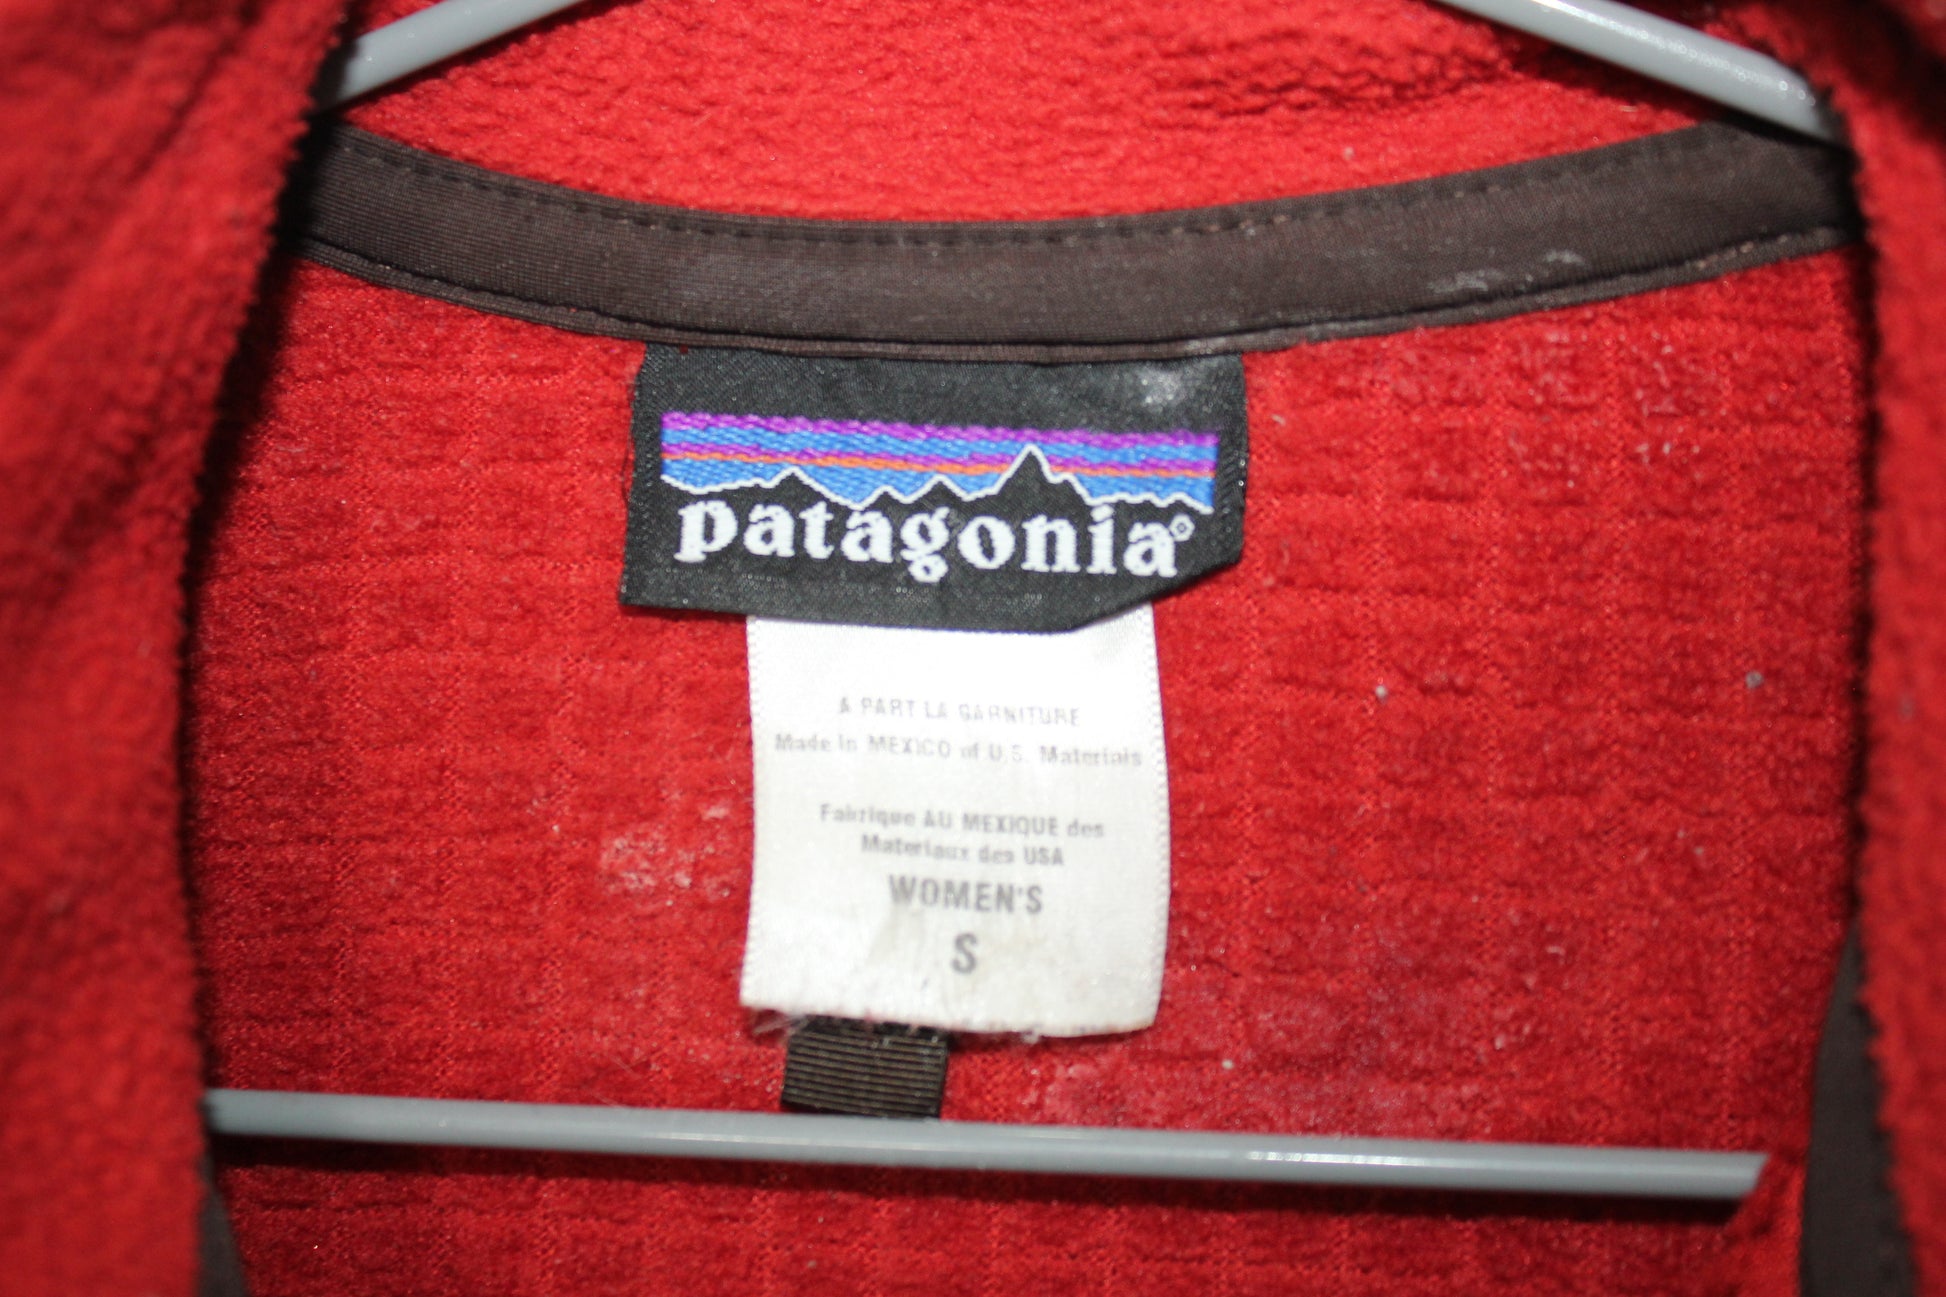 patagonia®
A PART LA GARNITURE
Made in MEXICO of U.S. Materials
Fabrique AU MEXIQUE des
Materiaux des USA
WOMEN'S
S